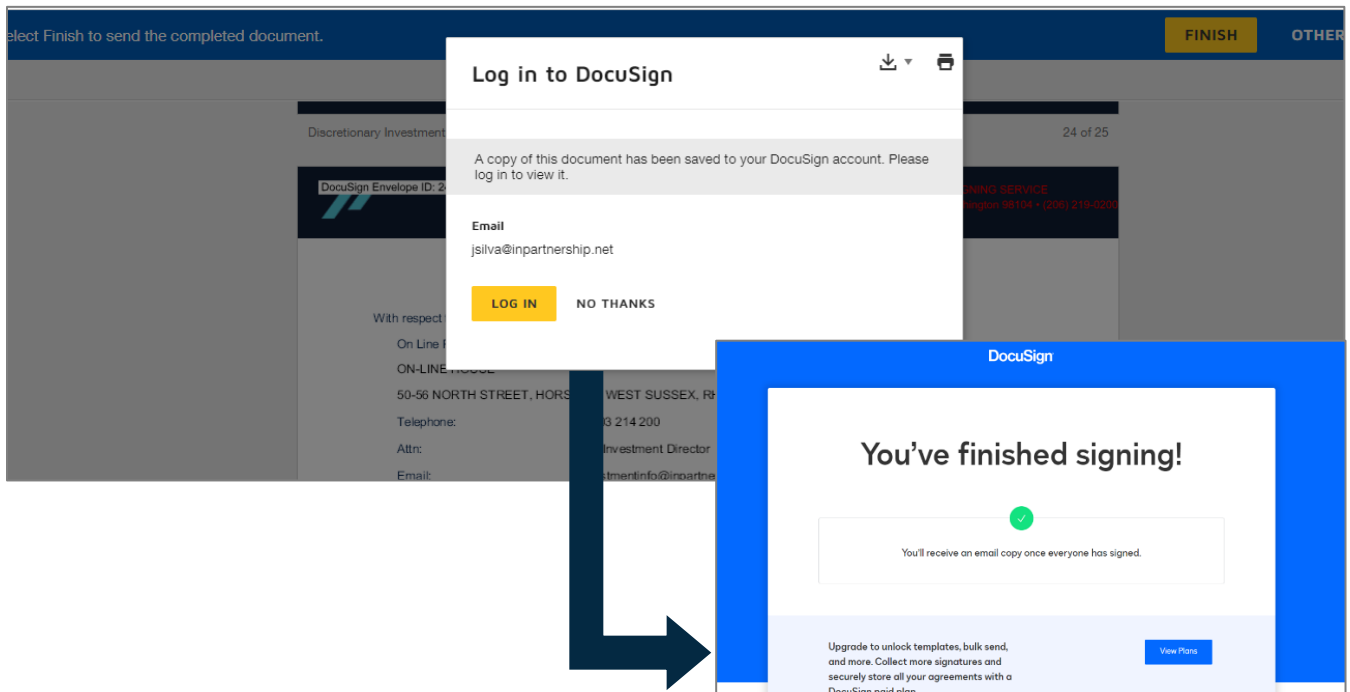 elect Finish to send the completed document.
FINISH
OTHER
Log in to DocuSign
Discretionary Investment
24 of 25
A copy of this document has been saved to your DocuSign account. Please
log in to view it.
DocuSign Envelope ID: 2
NING SERVICE
hington 98104 • (206) 219-0200
Email
jsilva@inpartnership.net
LOG IN
NO THANKS
With respect
On Line
ON-LINE HOUSE
50-56 NORTH STREET, HORS WEST SUSSEX, RH
Telephone: 3 214 200
Attn: Investment Director
Email: stmentinfo@inpartne
DocuSign
You've finished signing!
You'll receive an email copy once everyone has signed.
Upgrade to unlock templates, bulk send,
and more. Collect more signatures and
securely store all your agreements with a
DocuSign paid plan
View Plans